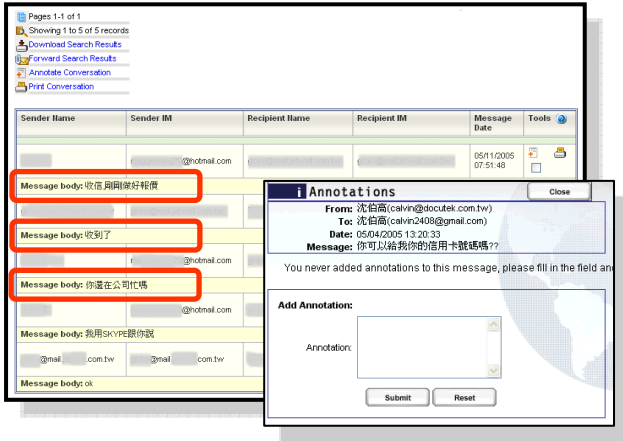 Pages 1-1 of 1
Showing 1 to 5 of 5 records
Download Search Results
Forward Search Results
Annotate Conversation
Print Conversation
Sender Name Sender IM Recipient Name Recipient IM Message Date Tools
@hotmail.com 05/11/2005 07:51:48
Message body: 收信,剛剛做好報價
Message body: 收到了
@hotmail.com
Message body: 你還在公司忙嗎
@hotmail.com
Message body: 我用SKYPE跟你說
@mail. .com.tw @mail .com.tw
Message body: ok
i Annotations Close
From: 沈伯高(calvin@docutek.com.tw)
To: 沈伯高(calvin2408@gmail.com)
Date: 05/04/2005 13:20:33
Message: 你可以給我你的信用卡號碼嗎??
You never added annotations to this message, please fill in the field and
Add Annotation:
Annotation:
Submit Reset